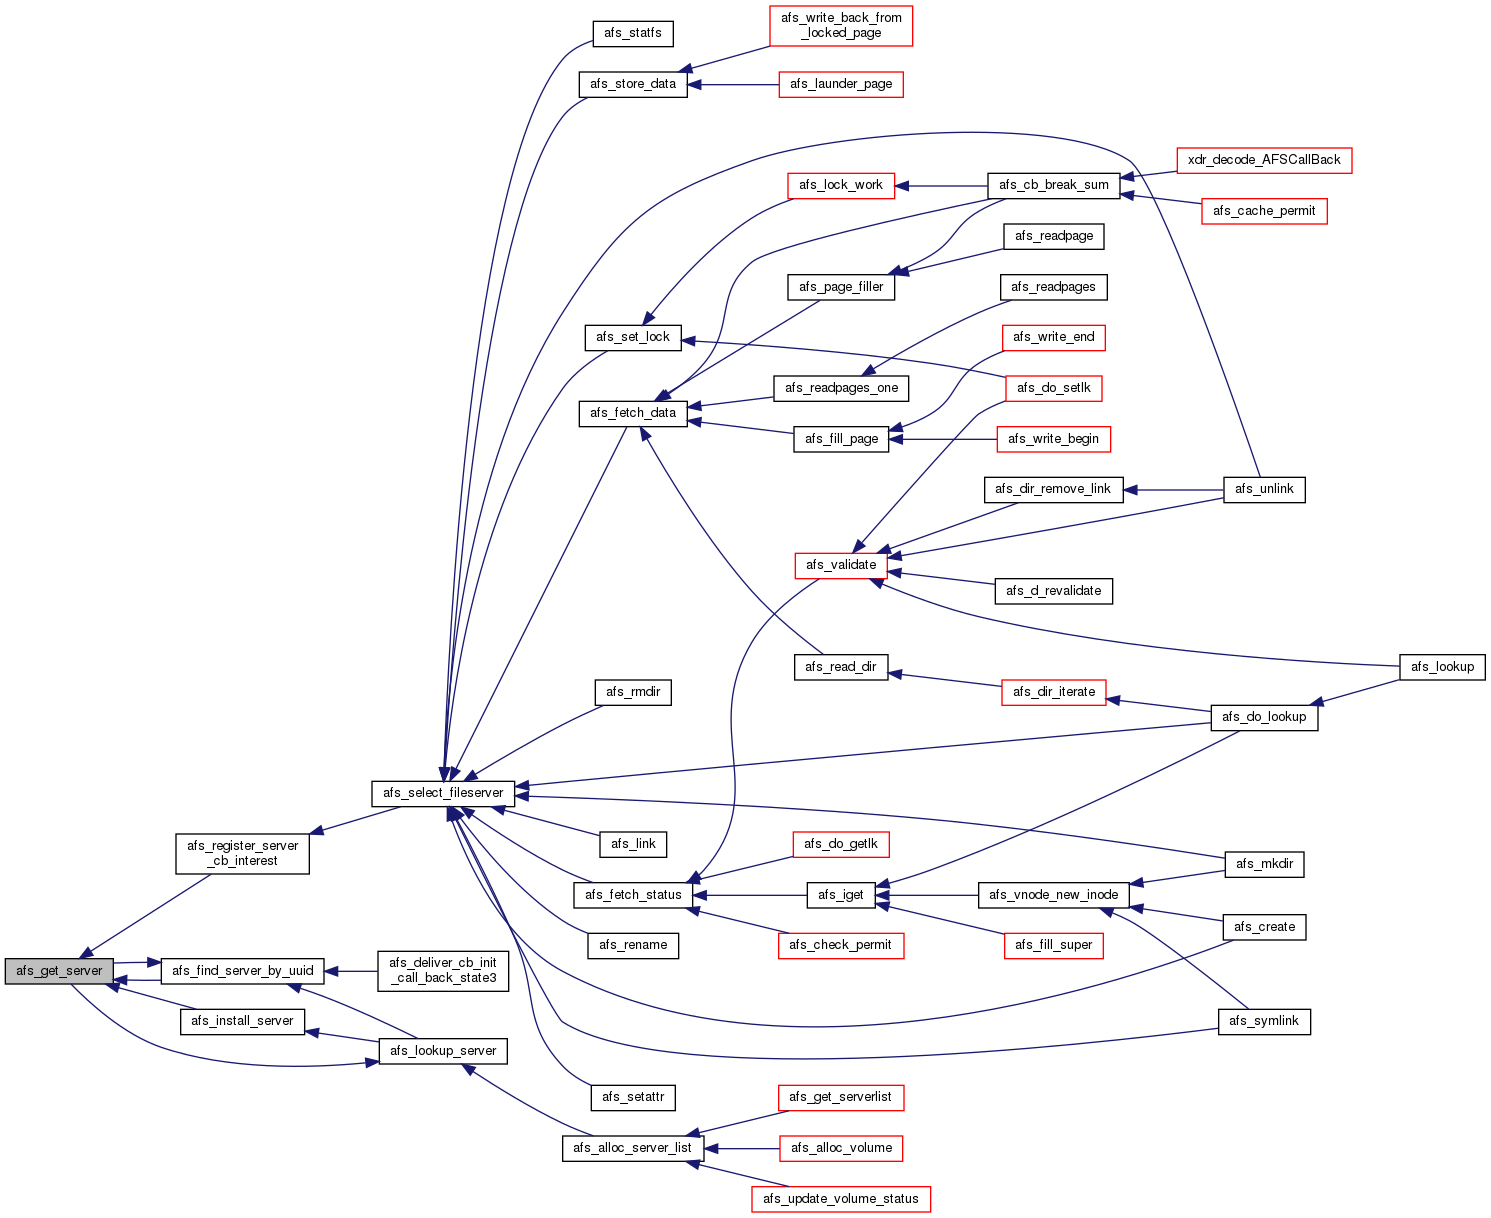 afs_write_back_from
_locked_page
afs_statfs
afs_store_data
afs_launder_page
xdr_decode_AFSCallBack
afs_lock_work
afs_cb_break_sum
afs_cache_permit
afs_readpage
afs_page_filler
afs_readpages
afs_set_lock
afs_write_end
afs_readpages_one
afs_do_setlk
afs_fetch_data
afs_fill_page
afs_write_begin
afs_dir_remove_link
afs_unlink
afs_validate
afs_d_revalidate
afs_read_dir
afs_lookup
afs_rmdir
afs_dir_iterate
afs_do_lookup
afs_select_fileserver
afs_register_server
_cb_interest
afs_link
afs_do_getlk
afs_mkdir
afs_fetch_status
afs_iget
afs_vnode_new_inode
afs_create
afs_rename
afs_check_permit
afs_fill_super
afs_get_server
afs_find_server_by_uuid
afs_deliver_cb_init
_call_back_state3
afs_install_server
afs_symlink
afs_lookup_server
afs_setattr
afs_get_serverlist
afs_alloc_server_list
afs_alloc_volume
afs_update_volume_status